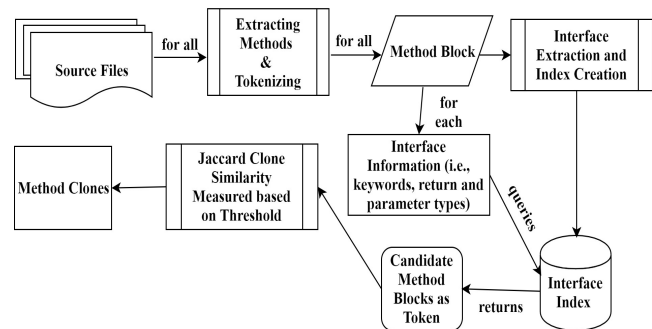 Source Files
for all
Extracting
Methods
&
Tokenizing
for all
Method Block
Interface
Extraction and
Index Creation
for
each
Interface
Information (i.e.,
keywords, return and
parameter types)
queries
Interface
Index
returns
Candidate
Method
Blocks as
Token
Jaccard Clone
Similarity
Measured based
on Threshold
Method Clones